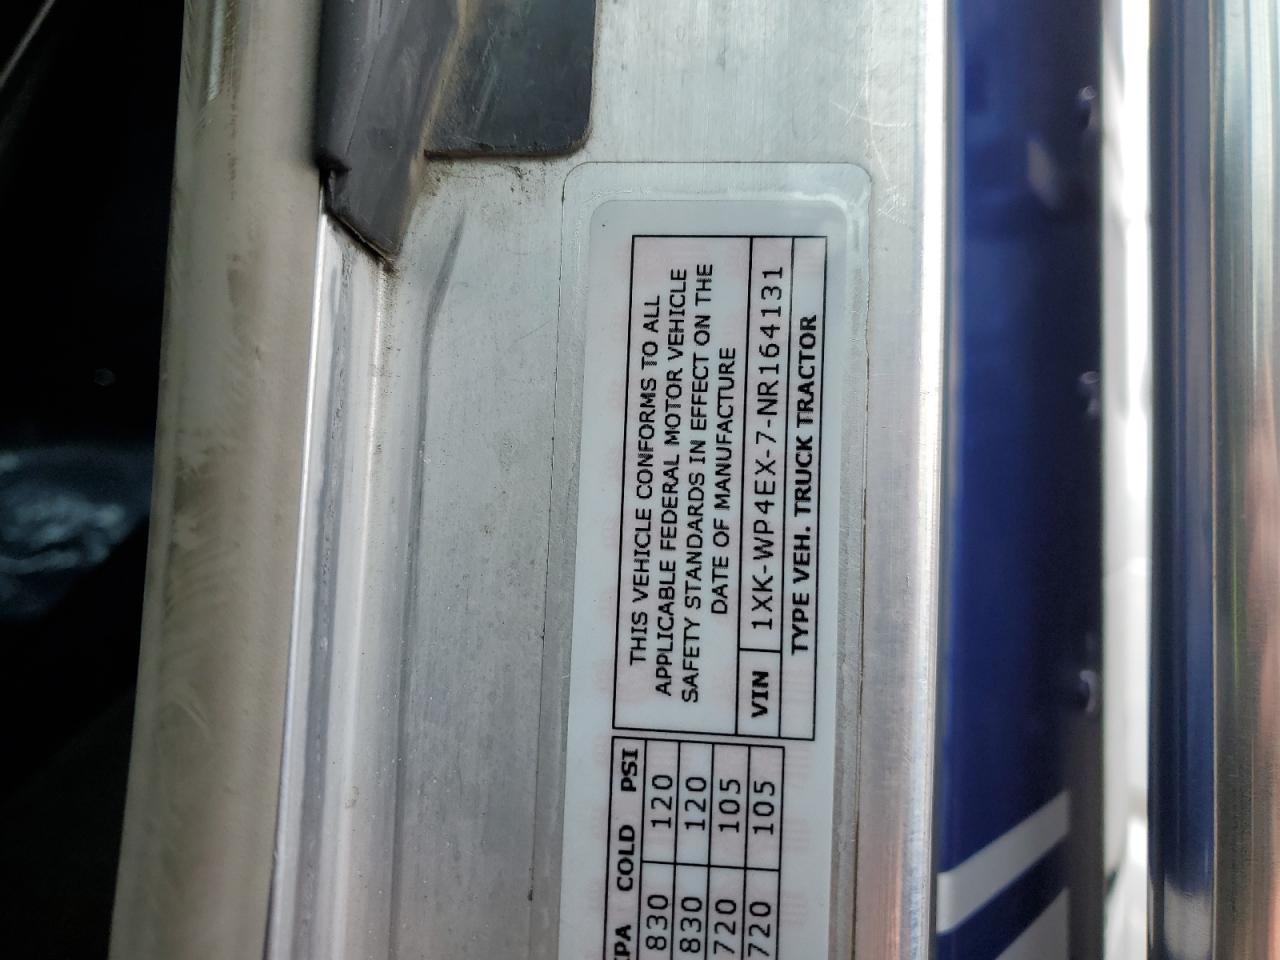 THIS VEHICLE CONFORMS TO ALL
APPLICABLE FEDERAL MOTOR VEHICLE
SAFETY STANDARDS IN EFFECT ON THE
DATE OF MANUFACTURE
VIN 1XK-WP4EX-7-NR164131
TYPE VEH. TRUCK TRACTOR
KPA COLD PSI
830 120
830 120
720 105
720 105